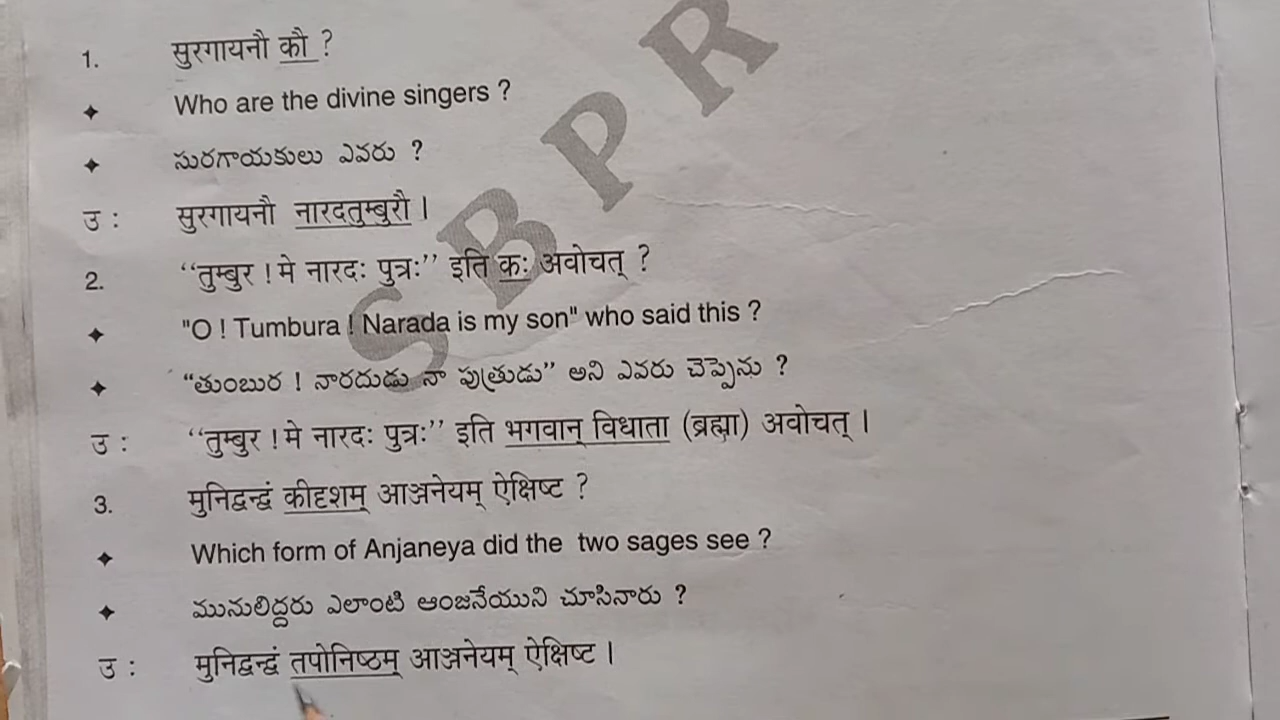 1. सुरगायनौ कौ ?
✦ Who are the divine singers ?
✦ సురగాయకులు ఎవరు ?
उ : सुरगायनौ नारदतुम्बुरौ ।
2. ‘‘तुम्बुर ! मे नारदः पुत्रः’’ इति कः अवोचत् ?
✦ "O ! Tumbura ! Narada is my son" who said this ?
✦ “తుంబుర ! నారదుడు నా పుత్రుడు” అని ఎవరు చెప్పెను ?
उ : ‘‘तुम्बुर ! मे नारदः पुत्रः’’ इति भगवान् विधाता (ब्रह्मा) अवोचत् ।
3. मुनिद्वन्द्वं कीदृशम् आञ्जनेयम् ऐक्षिष्ट ?
✦ Which form of Anjaneya did the two sages see ?
✦ మునులిద్దరు ఎలాంటి ఆంజనేయుని చూసినారు ?
उ : मुनिद्वन्द्वं तपोनिष्ठम् आञ्जनेयम् ऐक्षिष्ट ।
SBPR